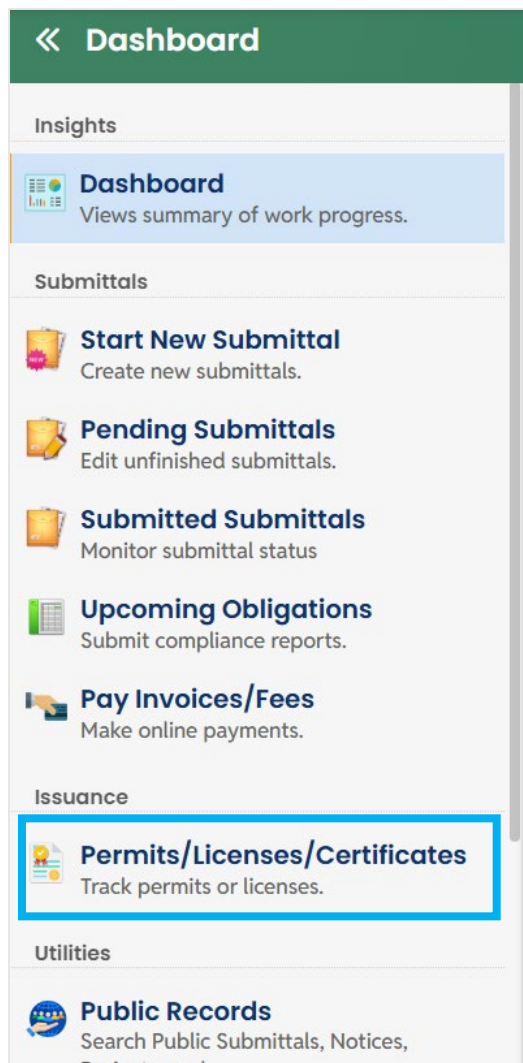 « Dashboard
Insights
Dashboard
Views summary of work progress.
Submittals
Start New Submittal
Create new submittals.
Pending Submittals
Edit unfinished submittals.
Submitted Submittals
Monitor submittal status
Upcoming Obligations
Submit compliance reports.
Pay Invoices/Fees
Make online payments.
Issuance
Permits/Licenses/Certificates
Track permits or licenses.
Utilities
Public Records
Search Public Submittals, Notices,